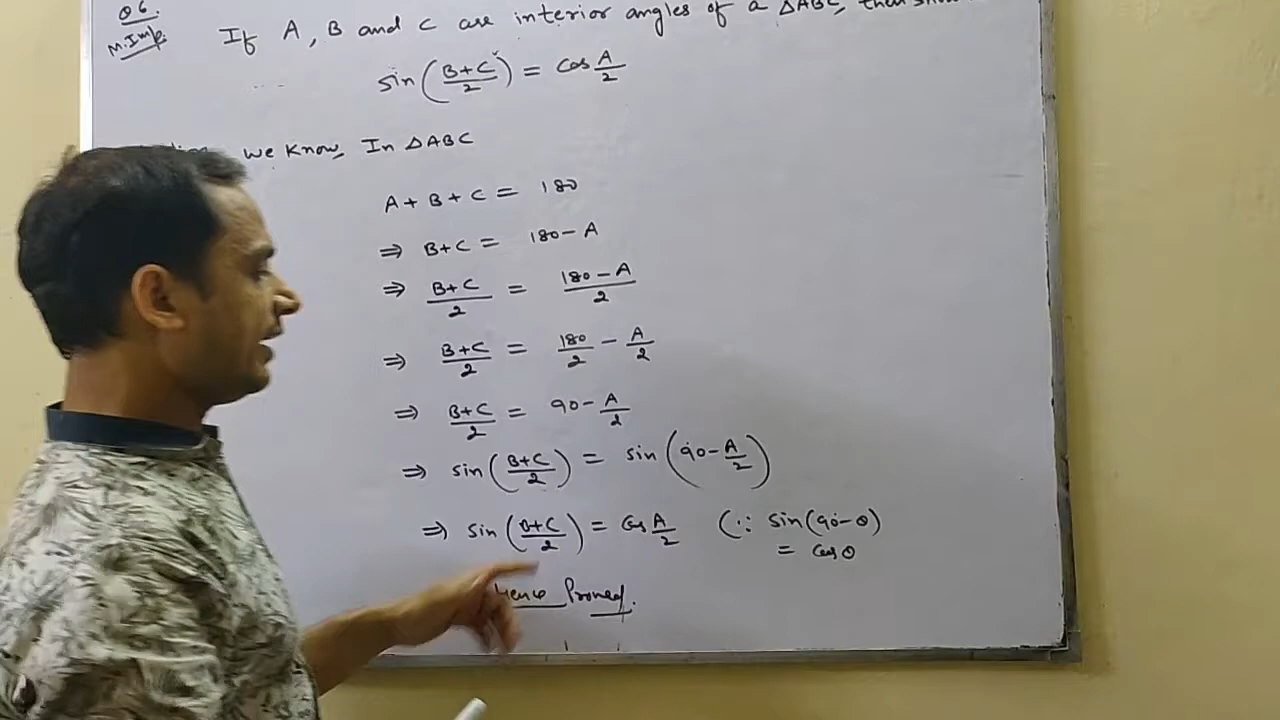 Q6.
M.Imp.
If A, B and C are interior angles of a ΔABC, then show
sin(B+C/2) = cos A/2
we know, In ΔABC
A + B + C = 180
⇒ B+C = 180 - A
⇒ B+C/2 = 180 - A/2
⇒ B+C/2 = 180/2 - A/2
⇒ B+C/2 = 90 - A/2
⇒ sin(B+C/2) = sin(90 - A/2)
⇒ sin(B+C/2) = cos A/2 (∵ sin(90-θ)
= cos θ
Hence Proved.